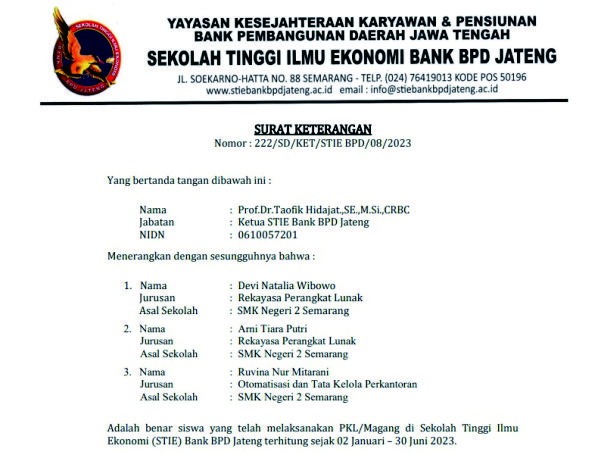 YAYASAN KESEJAHTERAAN KARYAWAN & PENSIUNAN
BANK PEMBANGUNAN DAERAH JAWA TENGAH
SEKOLAH TINGGI ILMU EKONOMI BANK BPD JATENG
JL. SOEKARNO-HATTA NO. 88 SEMARANG - TELP. (024) 76419013 KODE POS 50196
www.stiebankbpdjateng.ac.id email : info@stiebankbpdjateng.ac.id
SURAT KETERANGAN
Nomor : 222/SD/KET/STIE BPD/08/2023
Yang bertanda tangan dibawah ini :
Nama : Prof.Dr.Taofik Hidajat.,SE.,M.Si.,CRBC
Jabatan : Ketua STIE Bank BPD Jateng
NIDN : 0610057201
Menerangkan dengan sesungguhnya bahwa :
1. Nama : Devi Natalia Wibowo
Jurusan : Rekayasa Perangkat Lunak
Asal Sekolah : SMK Negeri 2 Semarang
2. Nama : Arni Tiara Putri
Jurusan : Rekayasa Perangkat Lunak
Asal Sekolah : SMK Negeri 2 Semarang
3. Nama : Ruvina Nur Mitarani
Jurusan : Otomatisasi dan Tata Kelola Perkantoran
Asal Sekolah : SMK Negeri 2 Semarang
Adalah benar siswa yang telah melaksanakan PKL/Magang di Sekolah Tinggi Ilmu
Ekonomi (STIE) Bank BPD Jateng terhitung sejak 02 Januari – 30 Juni 2023.